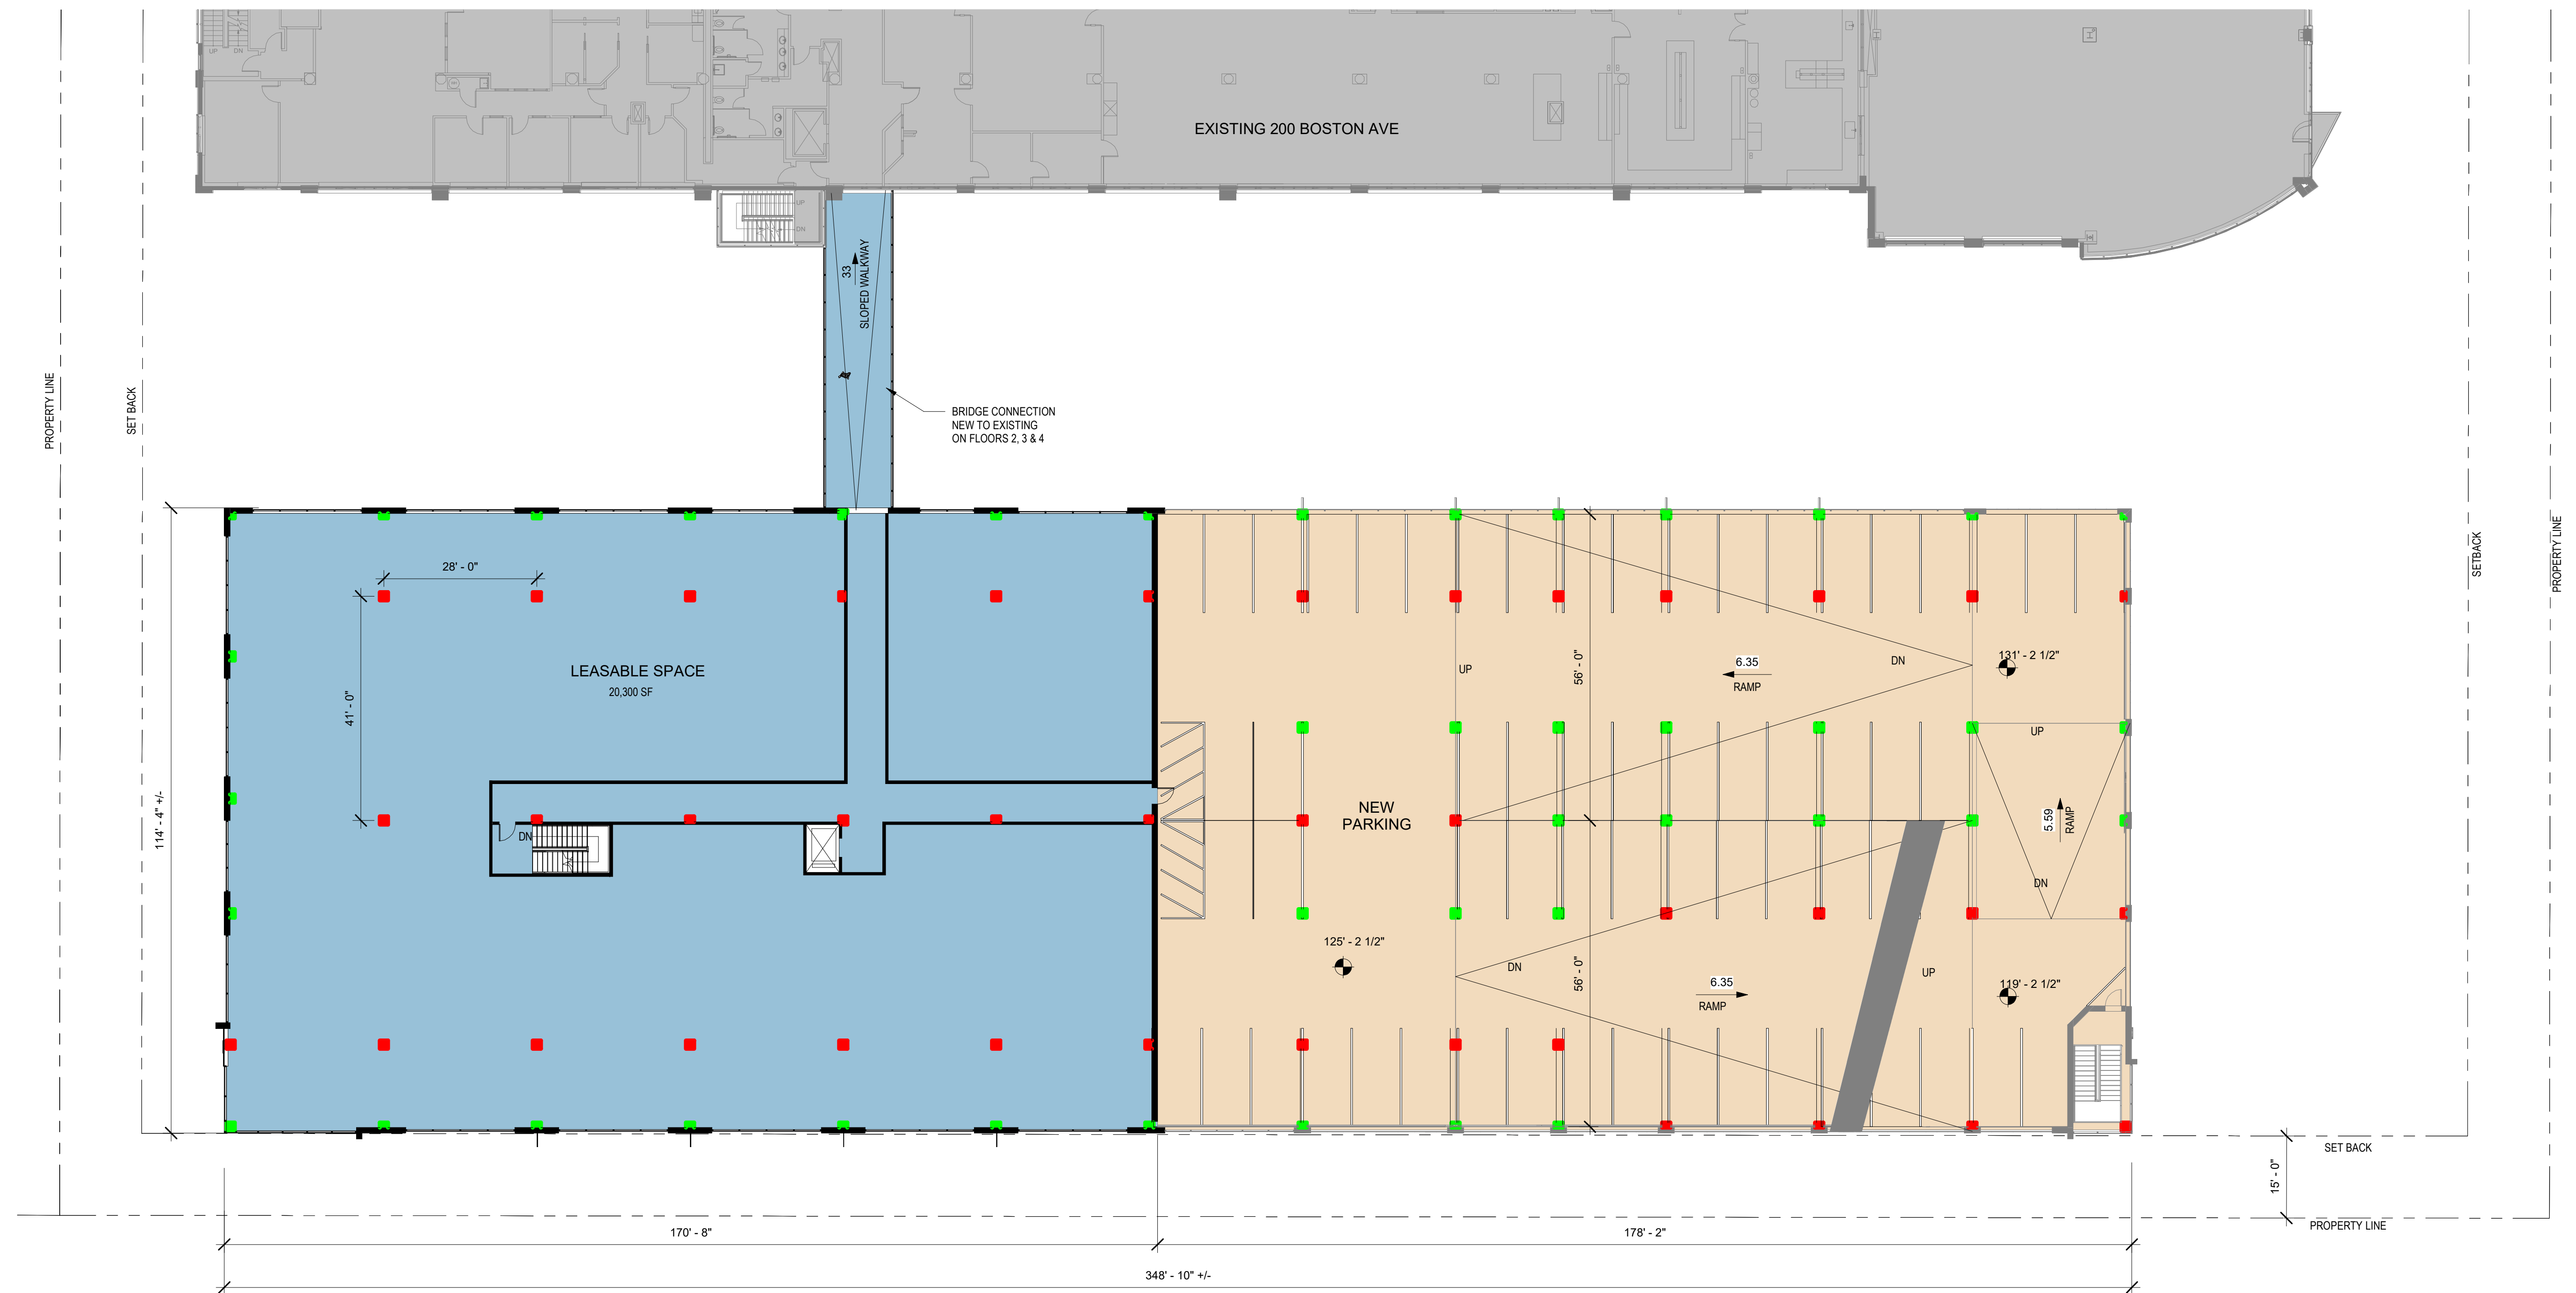 UP
DN
EXISTING 200 BOSTON AVE
UP
DN
33
SLOPED WALKWAY
BRIDGE CONNECTION
NEW TO EXISTING
ON FLOORS 2, 3 & 4
PROPERTY LINE
SET BACK
SETBACK
PROPERTY LINE
28' - 0"
41' - 0"
114' - 4" +/-
LEASABLE SPACE
20,300 SF
DN
56' - 0"
UP
6.35
RAMP
DN
131' - 2 1/2"
UP
5.59
RAMP
DN
NEW
PARKING
125' - 2 1/2"
DN
56' - 0"
6.35
RAMP
UP
119' - 2 1/2"
SET BACK
15' - 0"
PROPERTY LINE
170' - 8"
178' - 2"
348' - 10" +/-